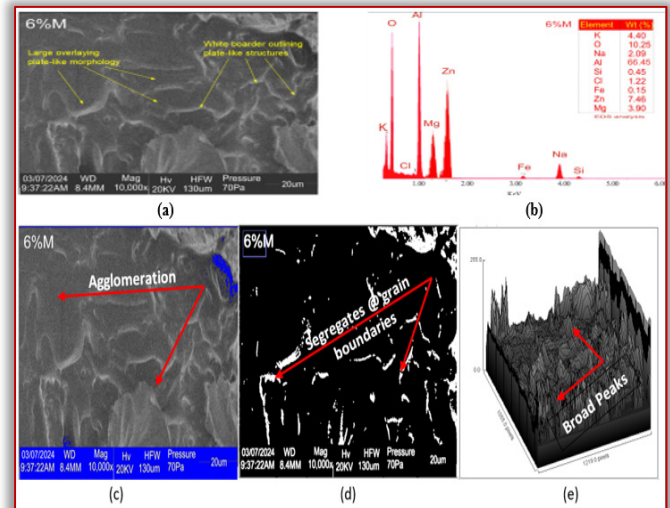 6%M
Large overlaying
plate-like morphology
White boarder outlining
plate-like structures
03/07/2024 WD Mag Hv HFW Pressure
9:37:22AM 8.4MM 10,000x 20KV 130um 70Pa 20um
(a)
6%M
Element Wt (%)
K 4.40
O 10.25
Na 2.09
Al 66.45
Si 0.45
Cl 1.22
Fe 0.15
Zn 7.46
Mg 3.90
EDS analysis
O
Al
Zn
K
Mg
Cl
Fe
Na
Si
1.00 2.00 3.00 4.00 5.00 6.0
KeV
(b)
6%M
Agglomeration
03/07/2024 WD Mag Hv HFW Pressure
9:37:22AM 8.4MM 10,000x 20KV 130um 70Pa 20um
(c)
6%M
Segregates @ grain
boundaries
03/07/2024 WD Mag Hv HFW Pressure
9:37:22AM 8.4MM 10,000x 20KV 130um 70Pa 20um
(d)
0.0
Broad Peaks
(e)